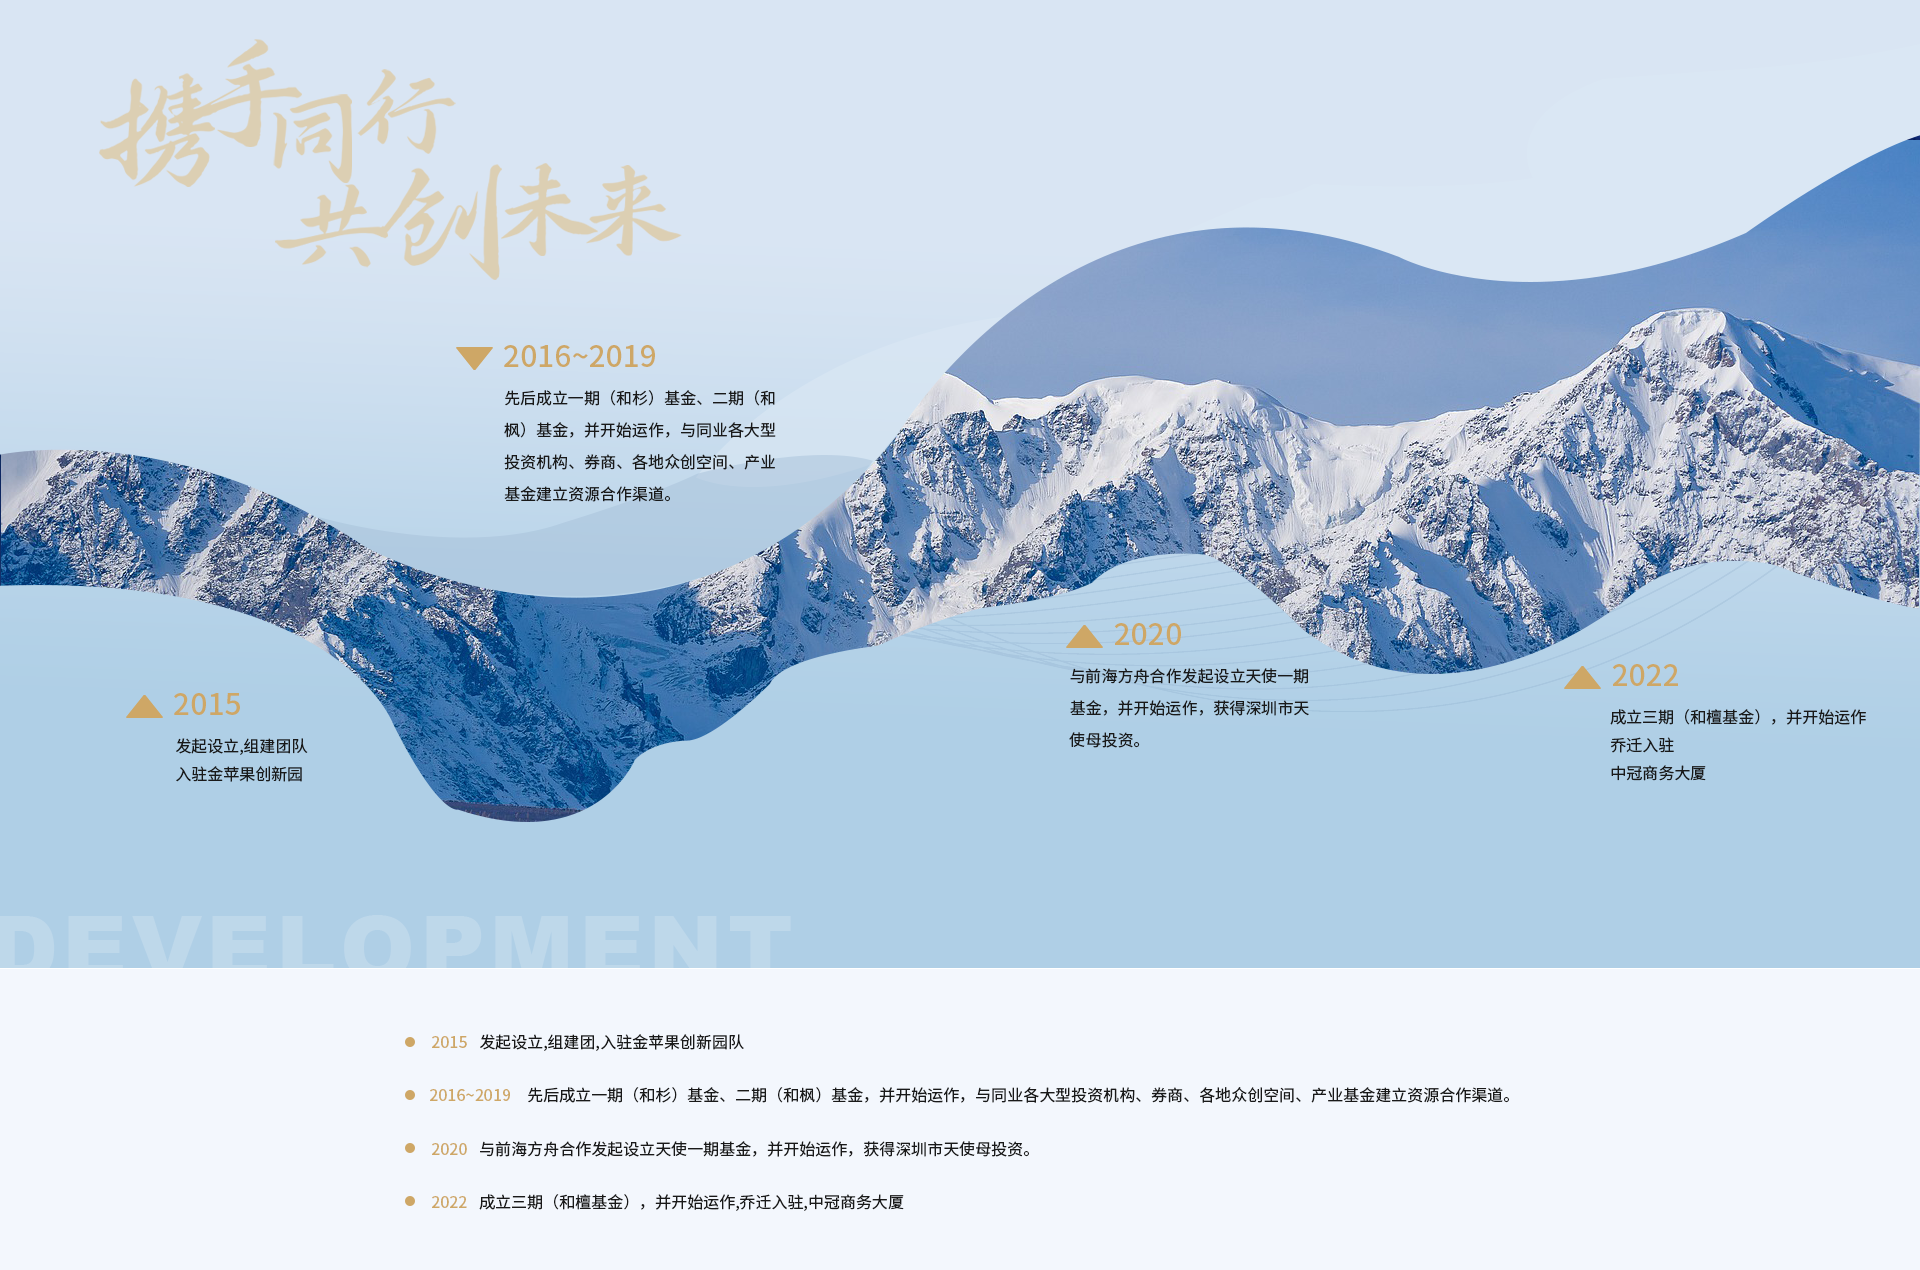 携手同行
共创未来
2016~2019
先后成立一期（和杉）基金、二期（和
枫）基金，并开始运作，与同业各大型
投资机构、券商、各地众创空间、产业
基金建立资源合作渠道。
2020
与前海方舟合作发起设立天使一期
基金，并开始运作，获得深圳市天
使母投资。
2022
成立三期（和檀基金），并开始运作
乔迁入驻
中冠商务大厦
2015
发起设立,组建团队
入驻金苹果创新园
DEVELOPMENT
2015 发起设立,组建团,入驻金苹果创新园队
2016~2019 先后成立一期（和杉）基金、二期（和枫）基金，并开始运作，与同业各大型投资机构、券商、各地众创空间、产业基金建立资源合作渠道。
2020 与前海方舟合作发起设立天使一期基金，并开始运作，获得深圳市天使母投资。
2022 成立三期（和檀基金），并开始运作,乔迁入驻,中冠商务大厦